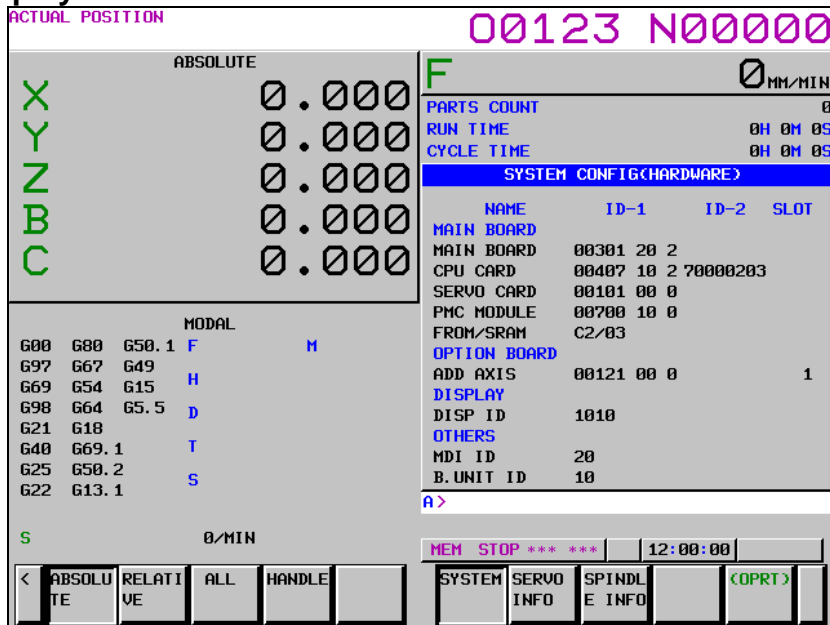 ACTUAL POSITION
O0123 N00000
ABSOLUTE
X 0.000
Y 0.000
Z 0.000
B 0.000
C 0.000
MODAL
G00 G80 G50.1 F M
G97 G67 G49
G69 G54 G15 H
G98 G64 G5.5 D
G21 G18
G40 G69.1 T
G25 G50.2 S
G22 G13.1
S 0/MIN
F 0 MM/MIN
PARTS COUNT 0
RUN TIME 0H 0M 0S
CYCLE TIME 0H 0M 0S
SYSTEM CONFIG(HARDWARE)
NAME ID-1 ID-2 SLOT
MAIN BOARD
MAIN BOARD 00301 20 2
CPU CARD 00407 10 2 70000203
SERVO CARD 00101 00 0
PMC MODULE 00700 10 0
FROM/SRAM C2/03
OPTION BOARD
ADD AXIS 00121 00 0 1
DISPLAY
DISP ID 1010
OTHERS
MDI ID 20
B.UNIT ID 10
A>
MEM STOP *** *** 12:00:00
< ABSOLU RELATI ALL HANDLE
TE VE
SYSTEM SERVO SPINDL (OPRT)
INFO E INFO